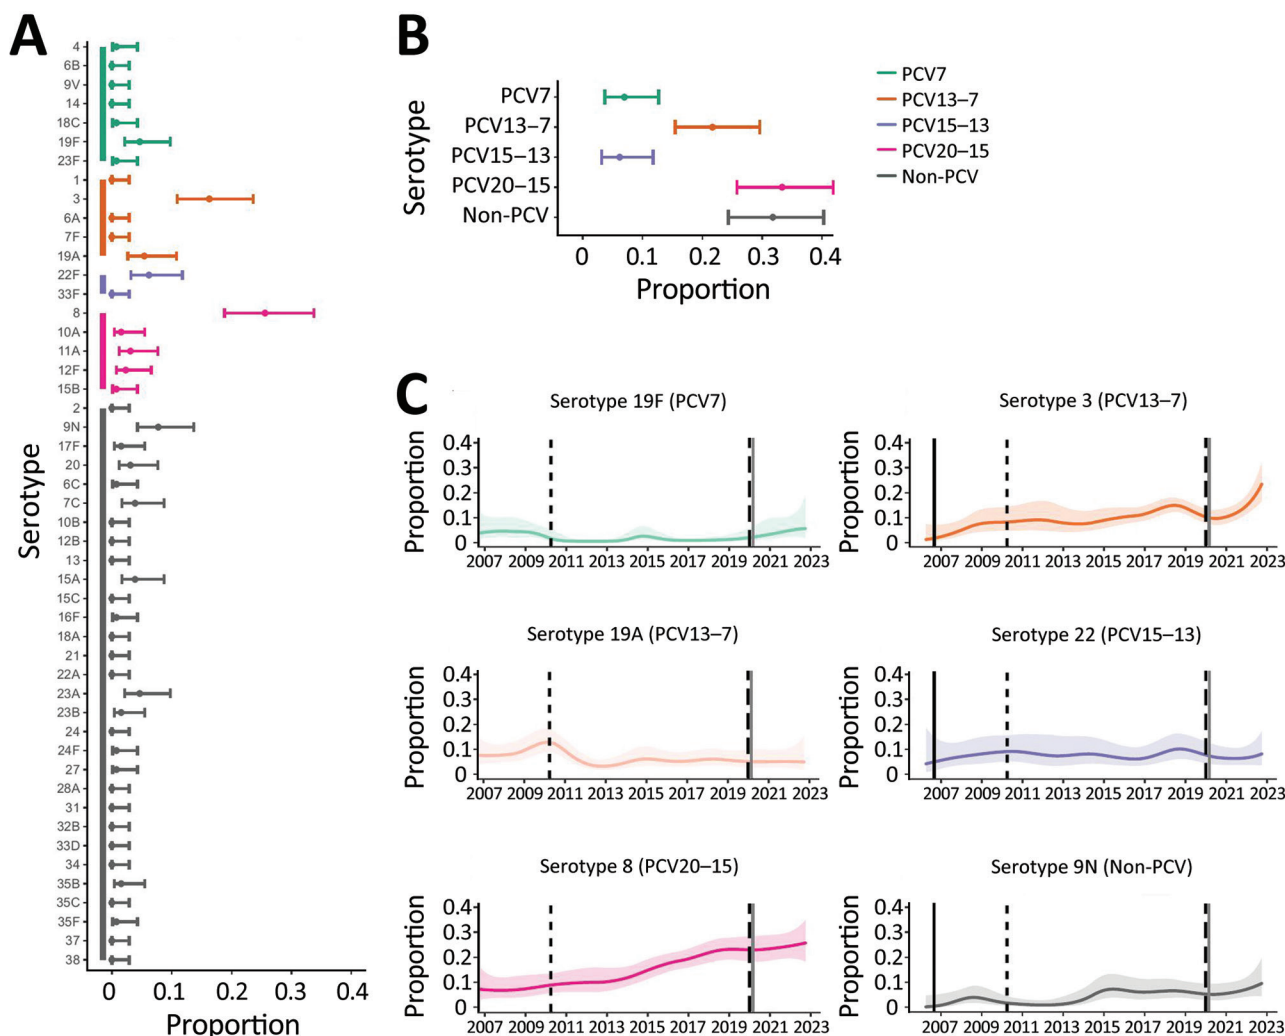 A
4
6B
9V
14
18C
19F
23F
1
3
6A
7F
19A
22F
33F
8
10A
11A
12F
15B
2
9N
17F
20
6C
7C
10B
12B
13
15A
15C
16F
18A
21
22A
23A
23B
24
24F
27
28A
31
32B
33D
34
35B
35C
35F
37
38
Serotype
0 0.1 0.2 0.3 0.4
Proportion
B
Serotype
PCV7
PCV13–7
PCV15–13
PCV20–15
Non-PCV
0 0.1 0.2 0.3 0.4
Proportion
PCV7
PCV13–7
PCV15–13
PCV20–15
Non-PCV
C
Serotype 19F (PCV7)
Proportion
0.4
0.3
0.2
0.1
0
2007 2009 2011 2013 2015 2017 2019 2021 2023
Serotype 3 (PCV13–7)
Proportion
0.4
0.3
0.2
0.1
0
2007 2009 2011 2013 2015 2017 2019 2021 2023
Serotype 19A (PCV13–7)
Proportion
0.4
0.3
0.2
0.1
0
2007 2009 2011 2013 2015 2017 2019 2021 2023
Serotype 22 (PCV15–13)
Proportion
0.4
0.3
0.2
0.1
0
2007 2009 2011 2013 2015 2017 2019 2021 2023
Serotype 8 (PCV20–15)
Proportion
0.4
0.3
0.2
0.1
0
2007 2009 2011 2013 2015 2017 2019 2021 2023
Serotype 9N (Non-PCV)
Proportion
0.4
0.3
0.2
0.1
0
2007 2009 2011 2013 2015 2017 2019 2021 2023